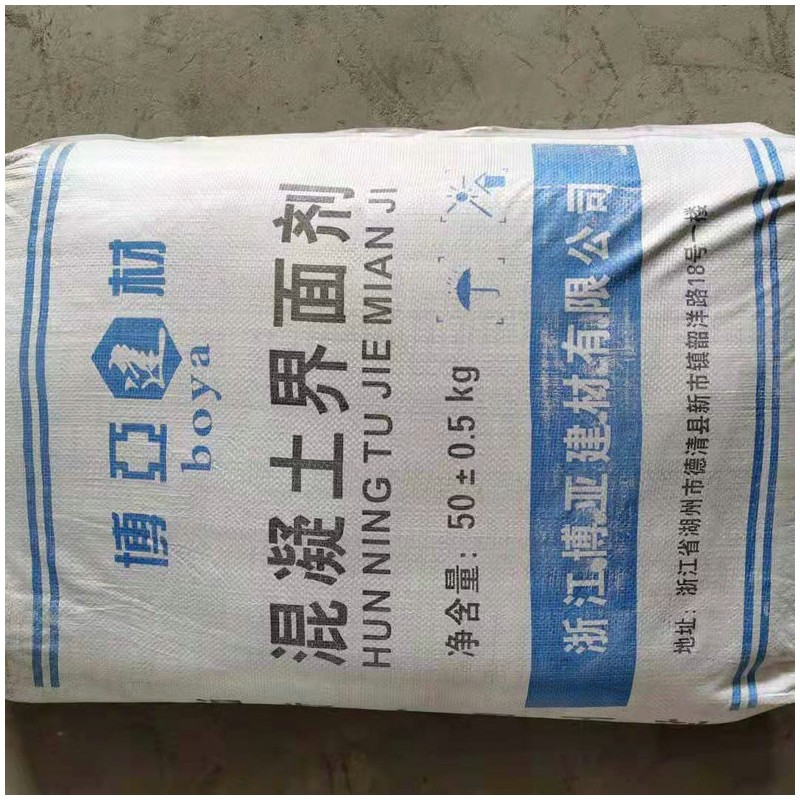 博亞建材
boya
混凝土界面剂
HUN NING TU JIE MIAN JI
净含量：50±0.5 kg
浙江博亚建材有限公司
地址：浙江省湖州市德清县新市镇韶洋路18号一楼